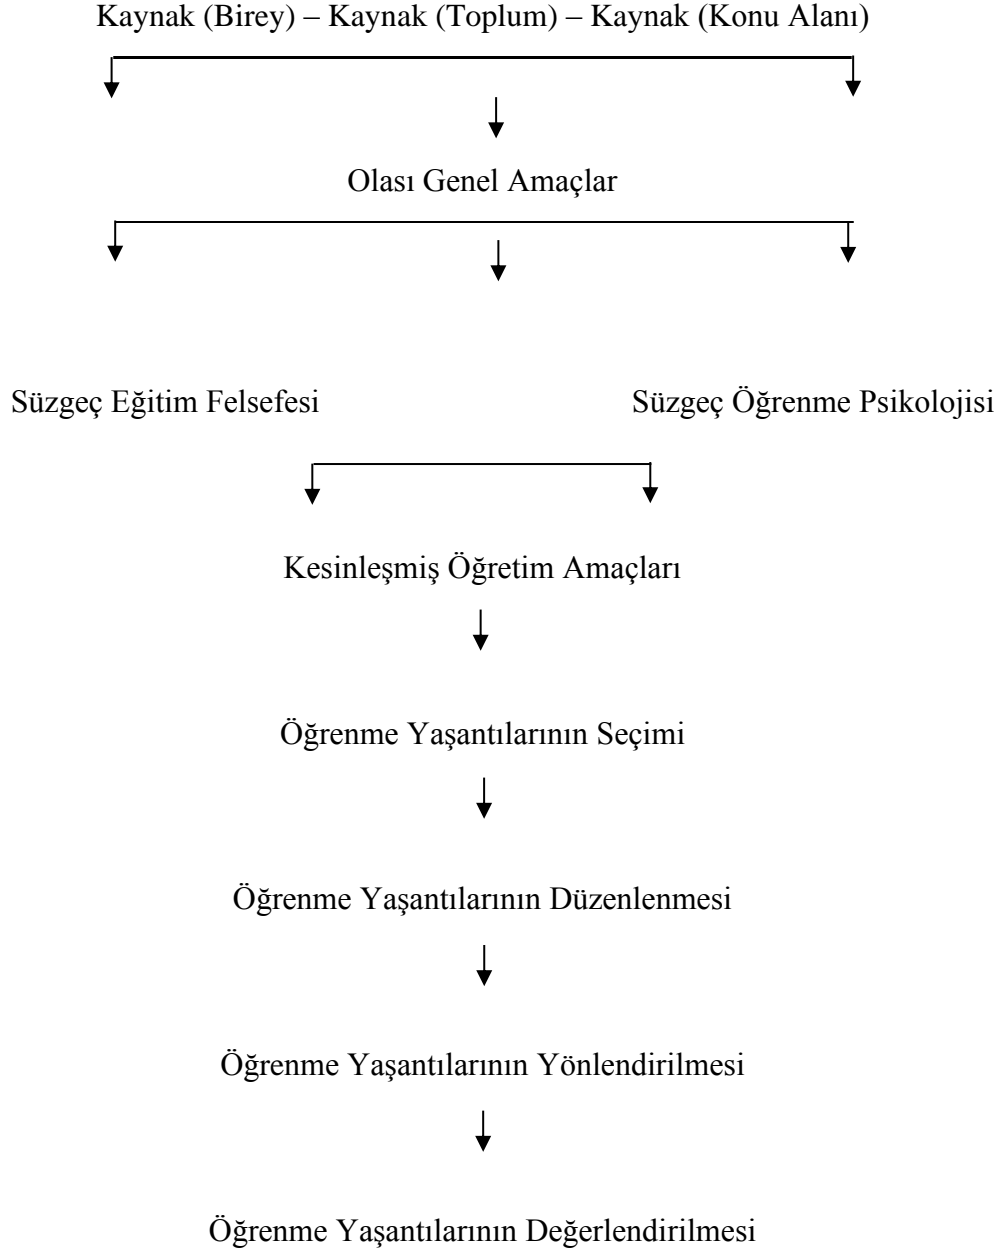 Kaynak (Birey) – Kaynak (Toplum) – Kaynak (Konu Alanı)
Olası Genel Amaçlar
Süzgeç Eğitim Felsefesi
Süzgeç Öğrenme Psikolojisi
Kesinleşmiş Öğretim Amaçları
Öğrenme Yaşantılarının Seçimi
Öğrenme Yaşantılarının Düzenlenmesi
Öğrenme Yaşantılarının Yönlendirilmesi
Öğrenme Yaşantılarının Değerlendirilmesi